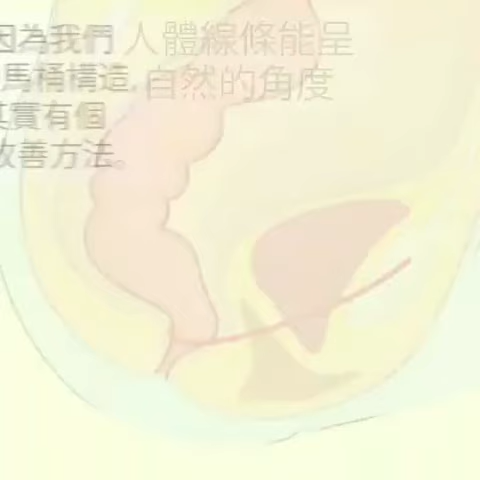 因為我們
馬桶構造，
其實有個
改善方法。
人體線條能呈
自然的角度